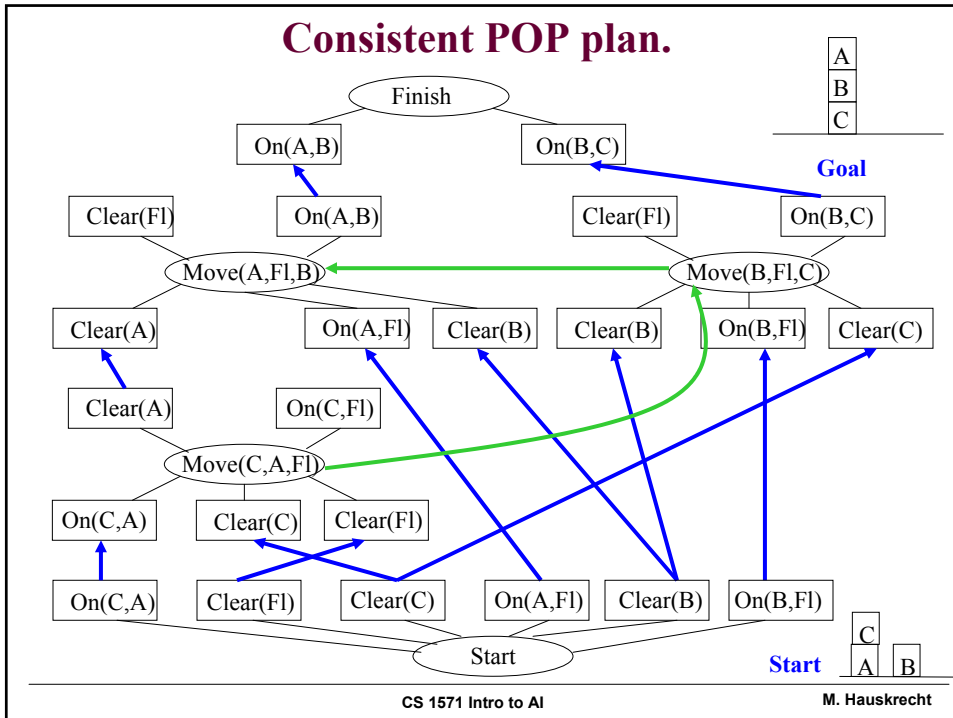 Consistent POP plan.
A
B
C
Finish
On(A,B)
On(B,C)
Goal
Clear(Fl)
On(A,B)
Clear(Fl)
On(B,C)
Move(A,Fl,B)
Move(B,Fl,C)
Clear(A)
On(A,Fl)
Clear(B)
Clear(B)
On(B,Fl)
Clear(C)
Clear(A)
On(C,Fl)
Move(C,A,Fl)
On(C,A)
Clear(C)
Clear(Fl)
On(C,A)
Clear(Fl)
Clear(C)
On(A,Fl)
Clear(B)
On(B,Fl)
Start
Start
C
A
B
CS 1571 Intro to AI
M. Hauskrecht